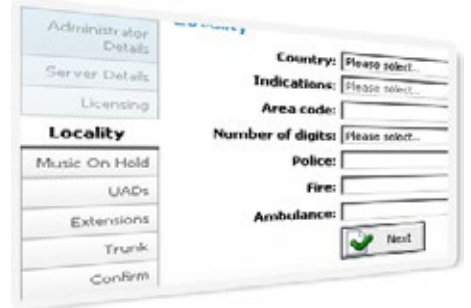 Administrator
Details
Server Details
Licensing
Locality
Music On Hold
UADs
Extensions
Trunk
Confirm
Locality
Country: Please select...
Indications: Please select...
Area code:
Number of digits: Please select...
Police:
Fire:
Ambulance:
Next